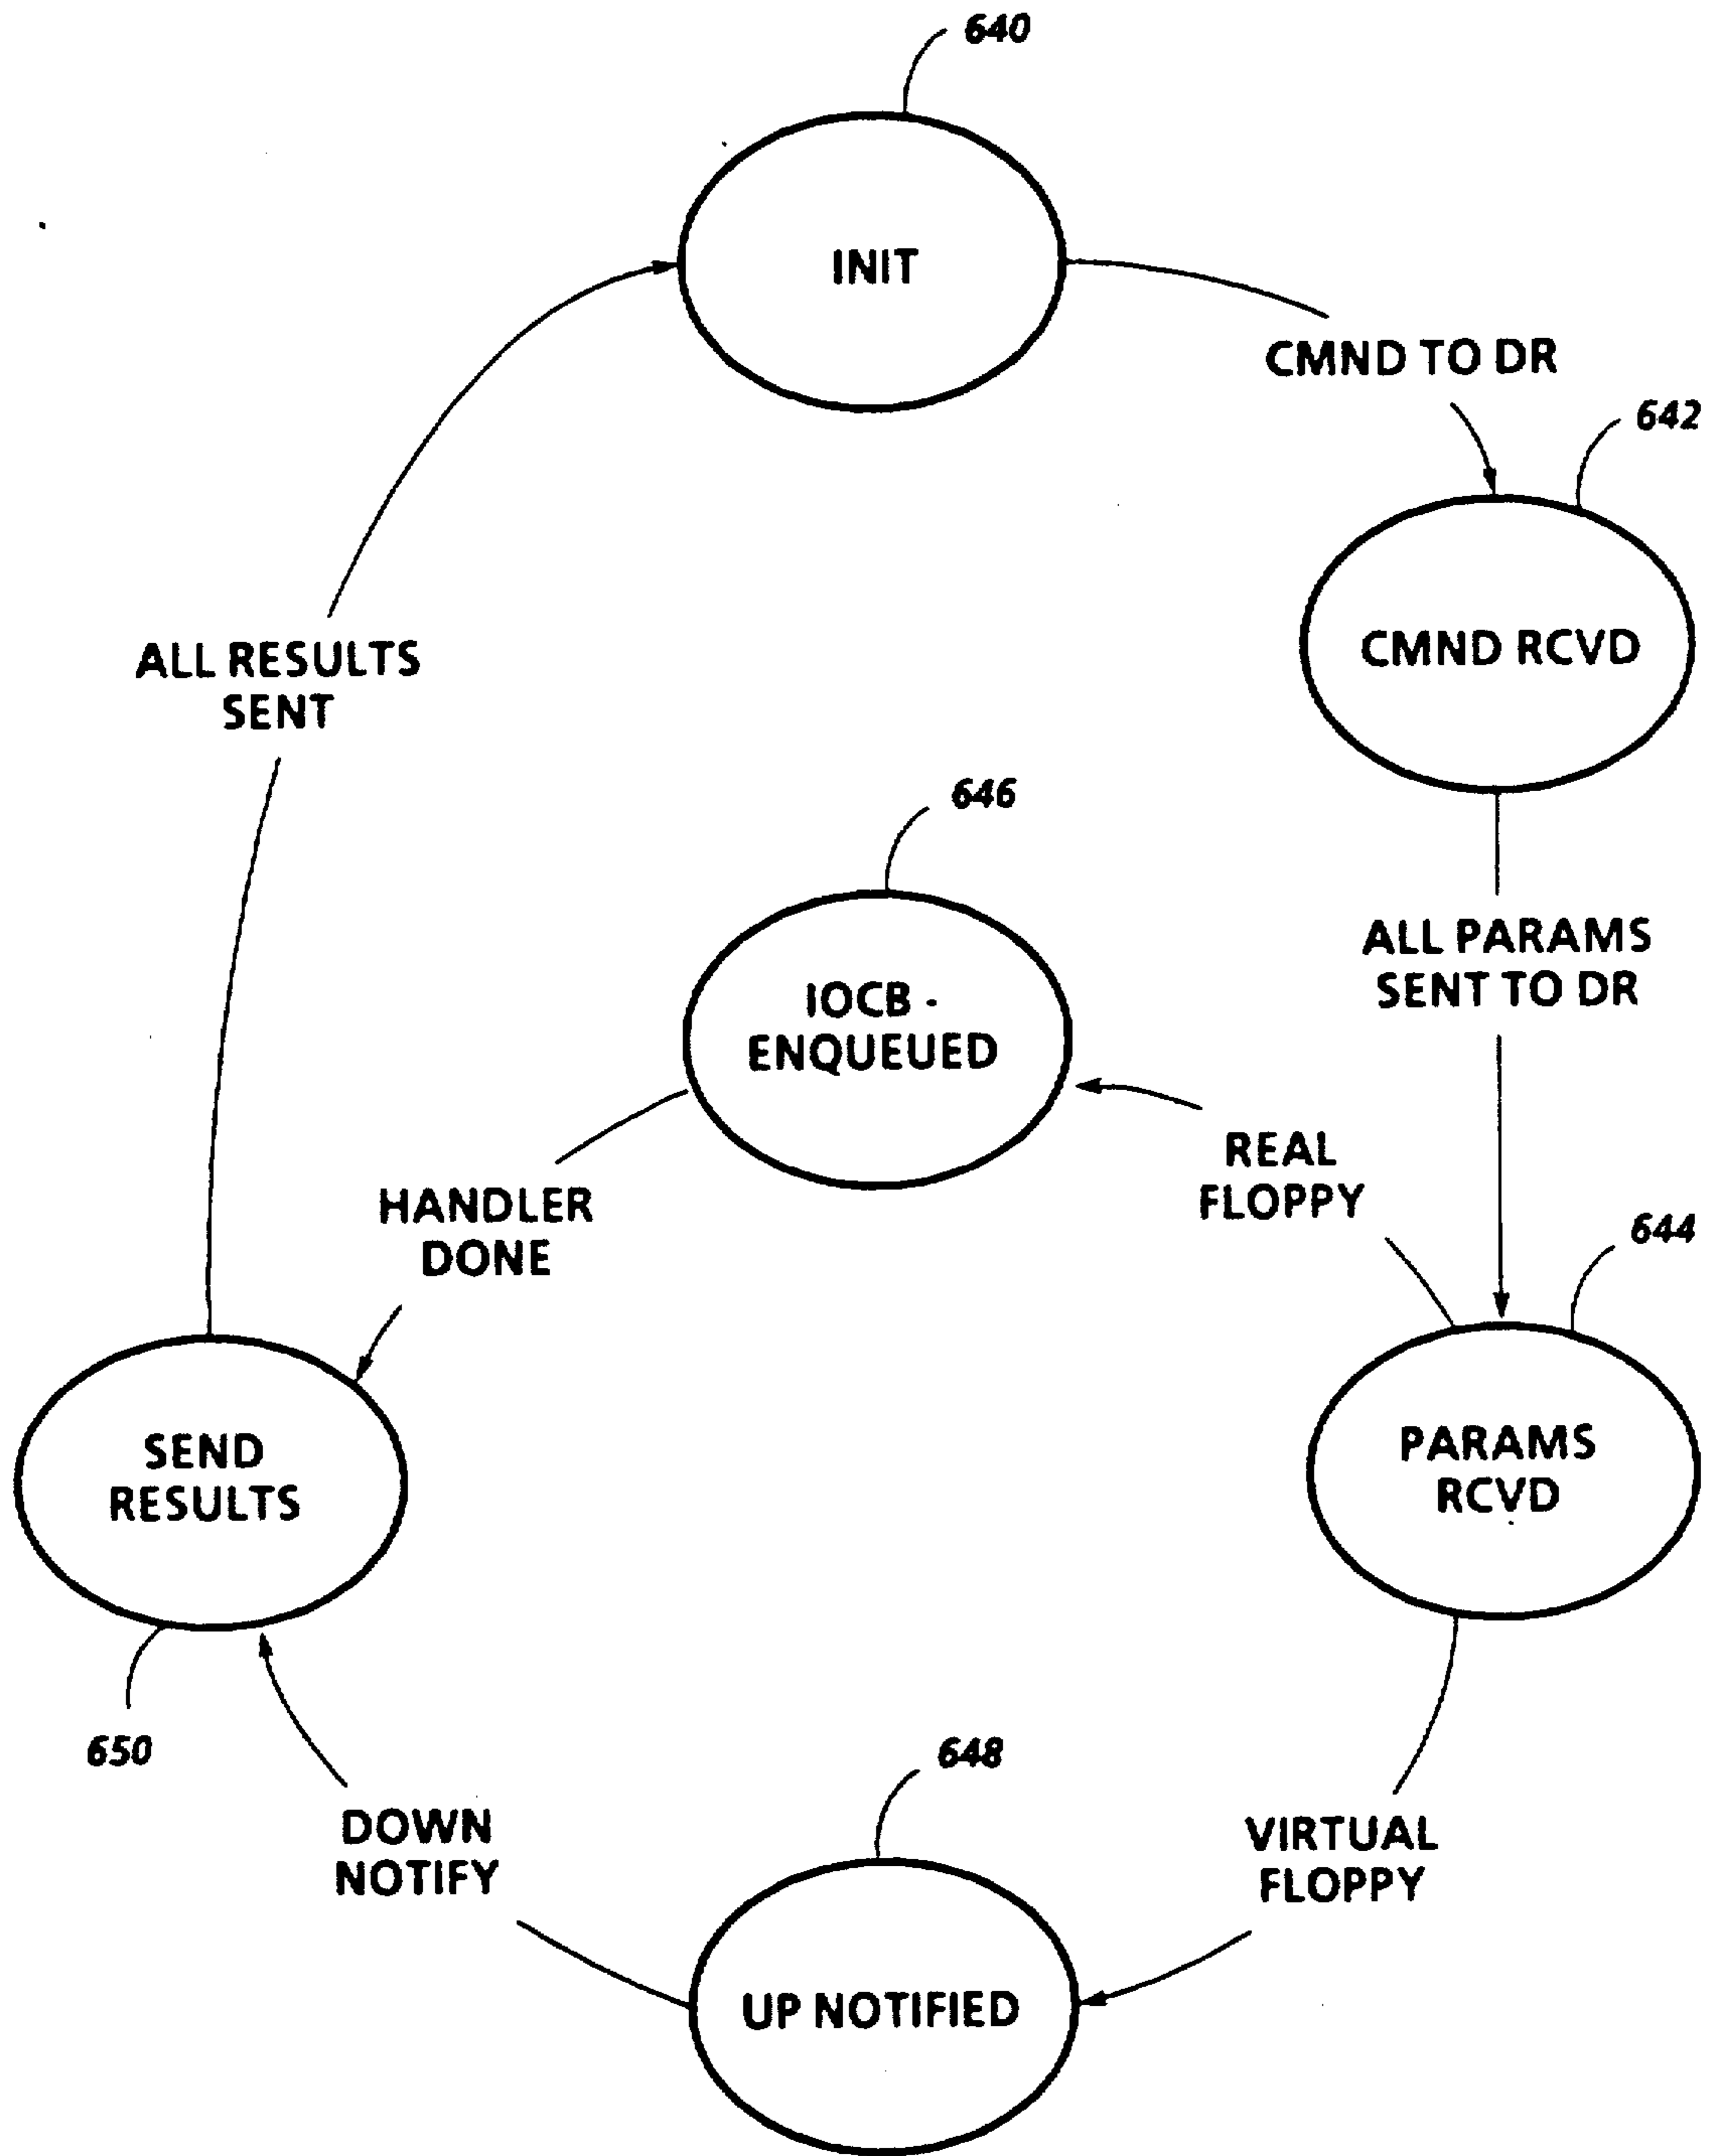 640
INIT
CMND TO DR
642
CMND RCVD
ALL RESULTS
SENT
646
ALL PARAMS
SENT TO DR
IOCB -
ENQUEUED
REAL
FLOPPY
HANDLER
DONE
644
SEND
RESULTS
PARAMS
RCVD
650
648
DOWN
NOTIFY
VIRTUAL
FLOPPY
UP NOTIFIED